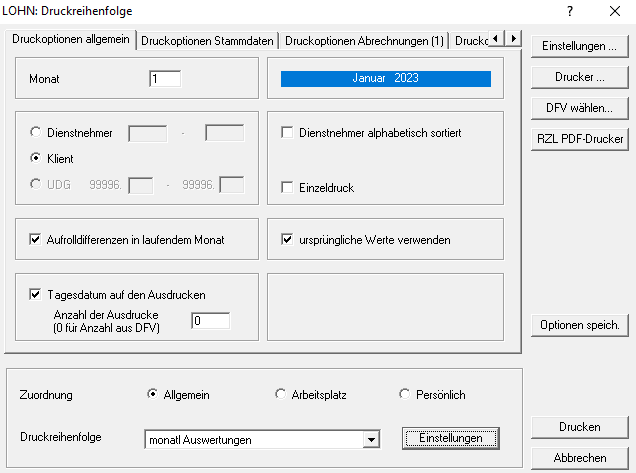 LOHN: Druckreihenfolge
Druckoptionen allgemein
Druckoptionen Stammdaten
Druckoptionen Abrechnungen (1)
Drucko
Monat
1
Januar 2023
Dienstnehmer -
Klient
UDG 99996. - 99996.
Dienstnehmer alphabetisch sortiert
Einzeldruck
Aufrolldifferenzen in laufendem Monat
ursprüngliche Werte verwenden
Tagesdatum auf den Ausdrucken
Anzahl der Ausdrucke
(0 für Anzahl aus DFV)
0
Einstellungen ...
Drucker ...
DFV wählen...
RZL PDF-Drucker
Optionen speich.
Zuordnung
Allgemein
Arbeitsplatz
Persönlich
Druckreihenfolge
monatl Auswertungen
Einstellungen
Drucken
Abbrechen